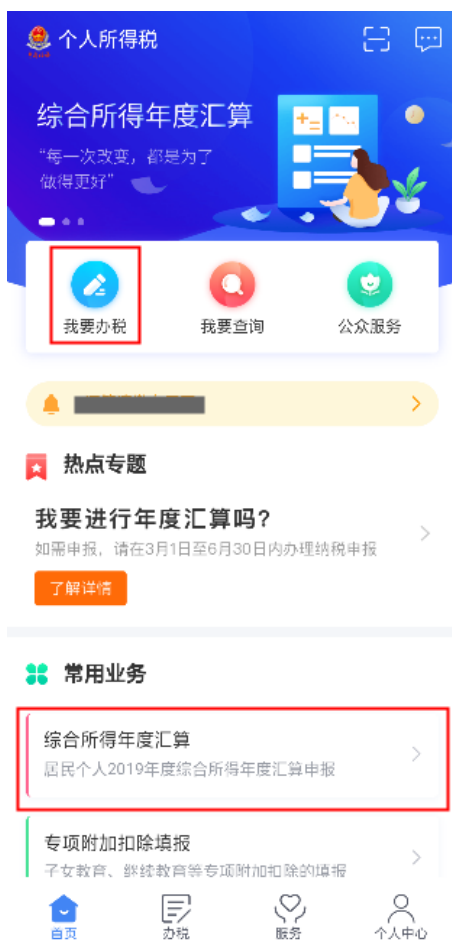 个人所得税
综合所得年度汇算
“每一次改变，都是为了
做得更好”
我要办税
我要查询
公众服务
热点专题
我要进行年度汇算吗?
如需申报，请在3月1日至6月30日内办理纳税申报
了解详情
常用业务
综合所得年度汇算
居民个人2019年度综合所得年度汇算申报
专项附加扣除填报
子女教育、继续教育等专项附加扣除的填报
首页
办税
服务
个人中心